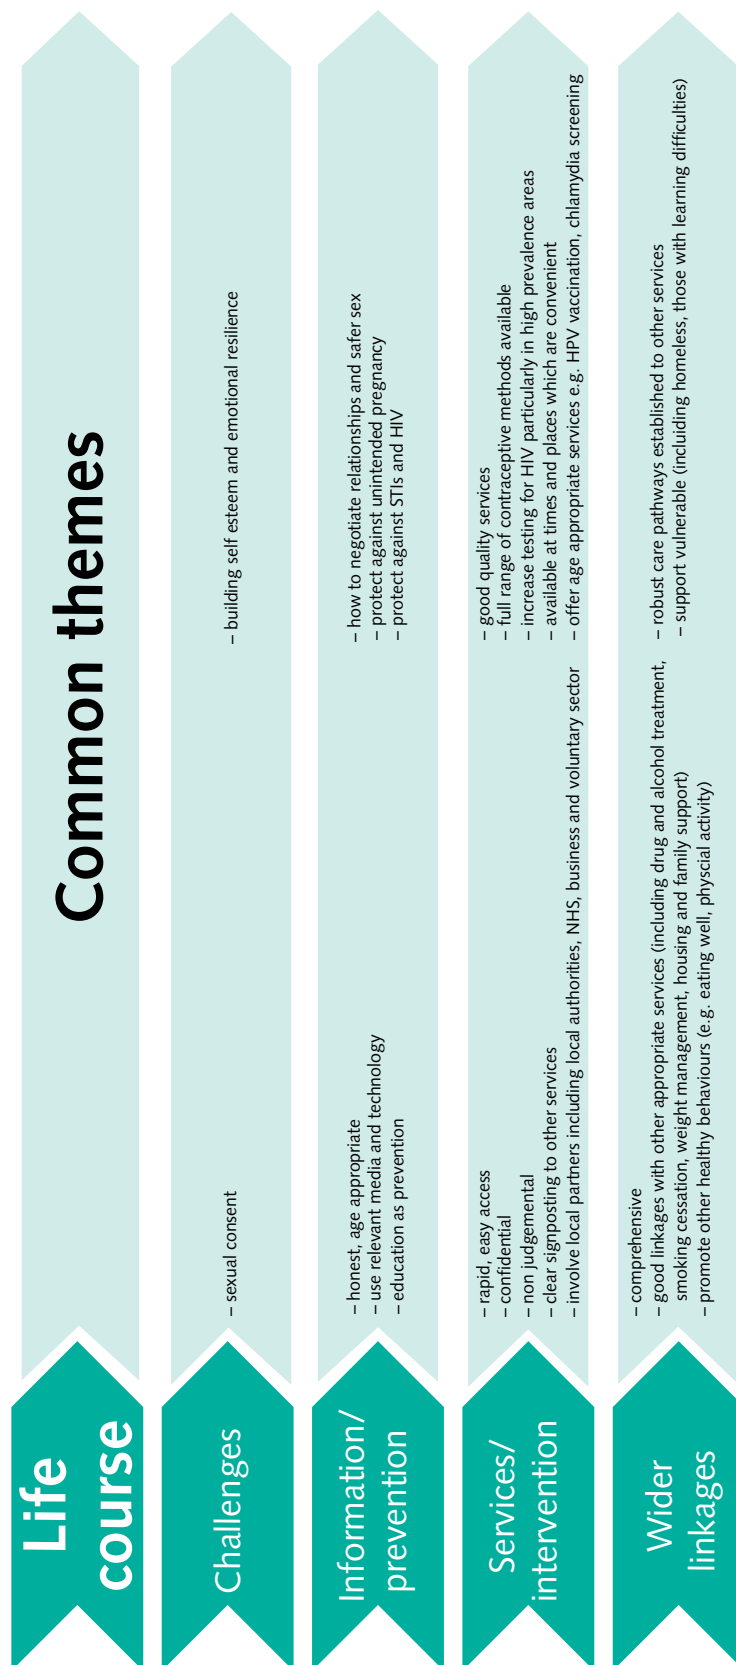 Life
course
Common themes
Challenges
– sexual consent
– building self esteem and emotional resilience
Information/
prevention
– honest, age appropriate
– use relevant media and technology
– education as prevention
– how to negotiate relationships and safer sex
– protect against unintended pregnancy
– protect against STIs and HIV
Services/
intervention
– rapid, easy access
– confidential
– non judgemental
– clear signposting to other services
– involve local partners including local authorities, NHS, business and voluntary sector
– good quality services
– full range of contraceptive methods available
– increase testing for HIV particularly in high prevalence areas
– available at times and places which are convenient
– offer age appropriate services e.g. HPV vaccination, chlamydia screening
Wider
linkages
– comprehensive
– good linkages with other appropriate services (including drug and alcohol treatment,
smoking cessation, weight management, housing and family support)
– promote other healthy behaviours (e.g. eating well, physcial activity)
– robust care pathways established to other services
– support vulnerable (including homeless, those with learning difficulties)